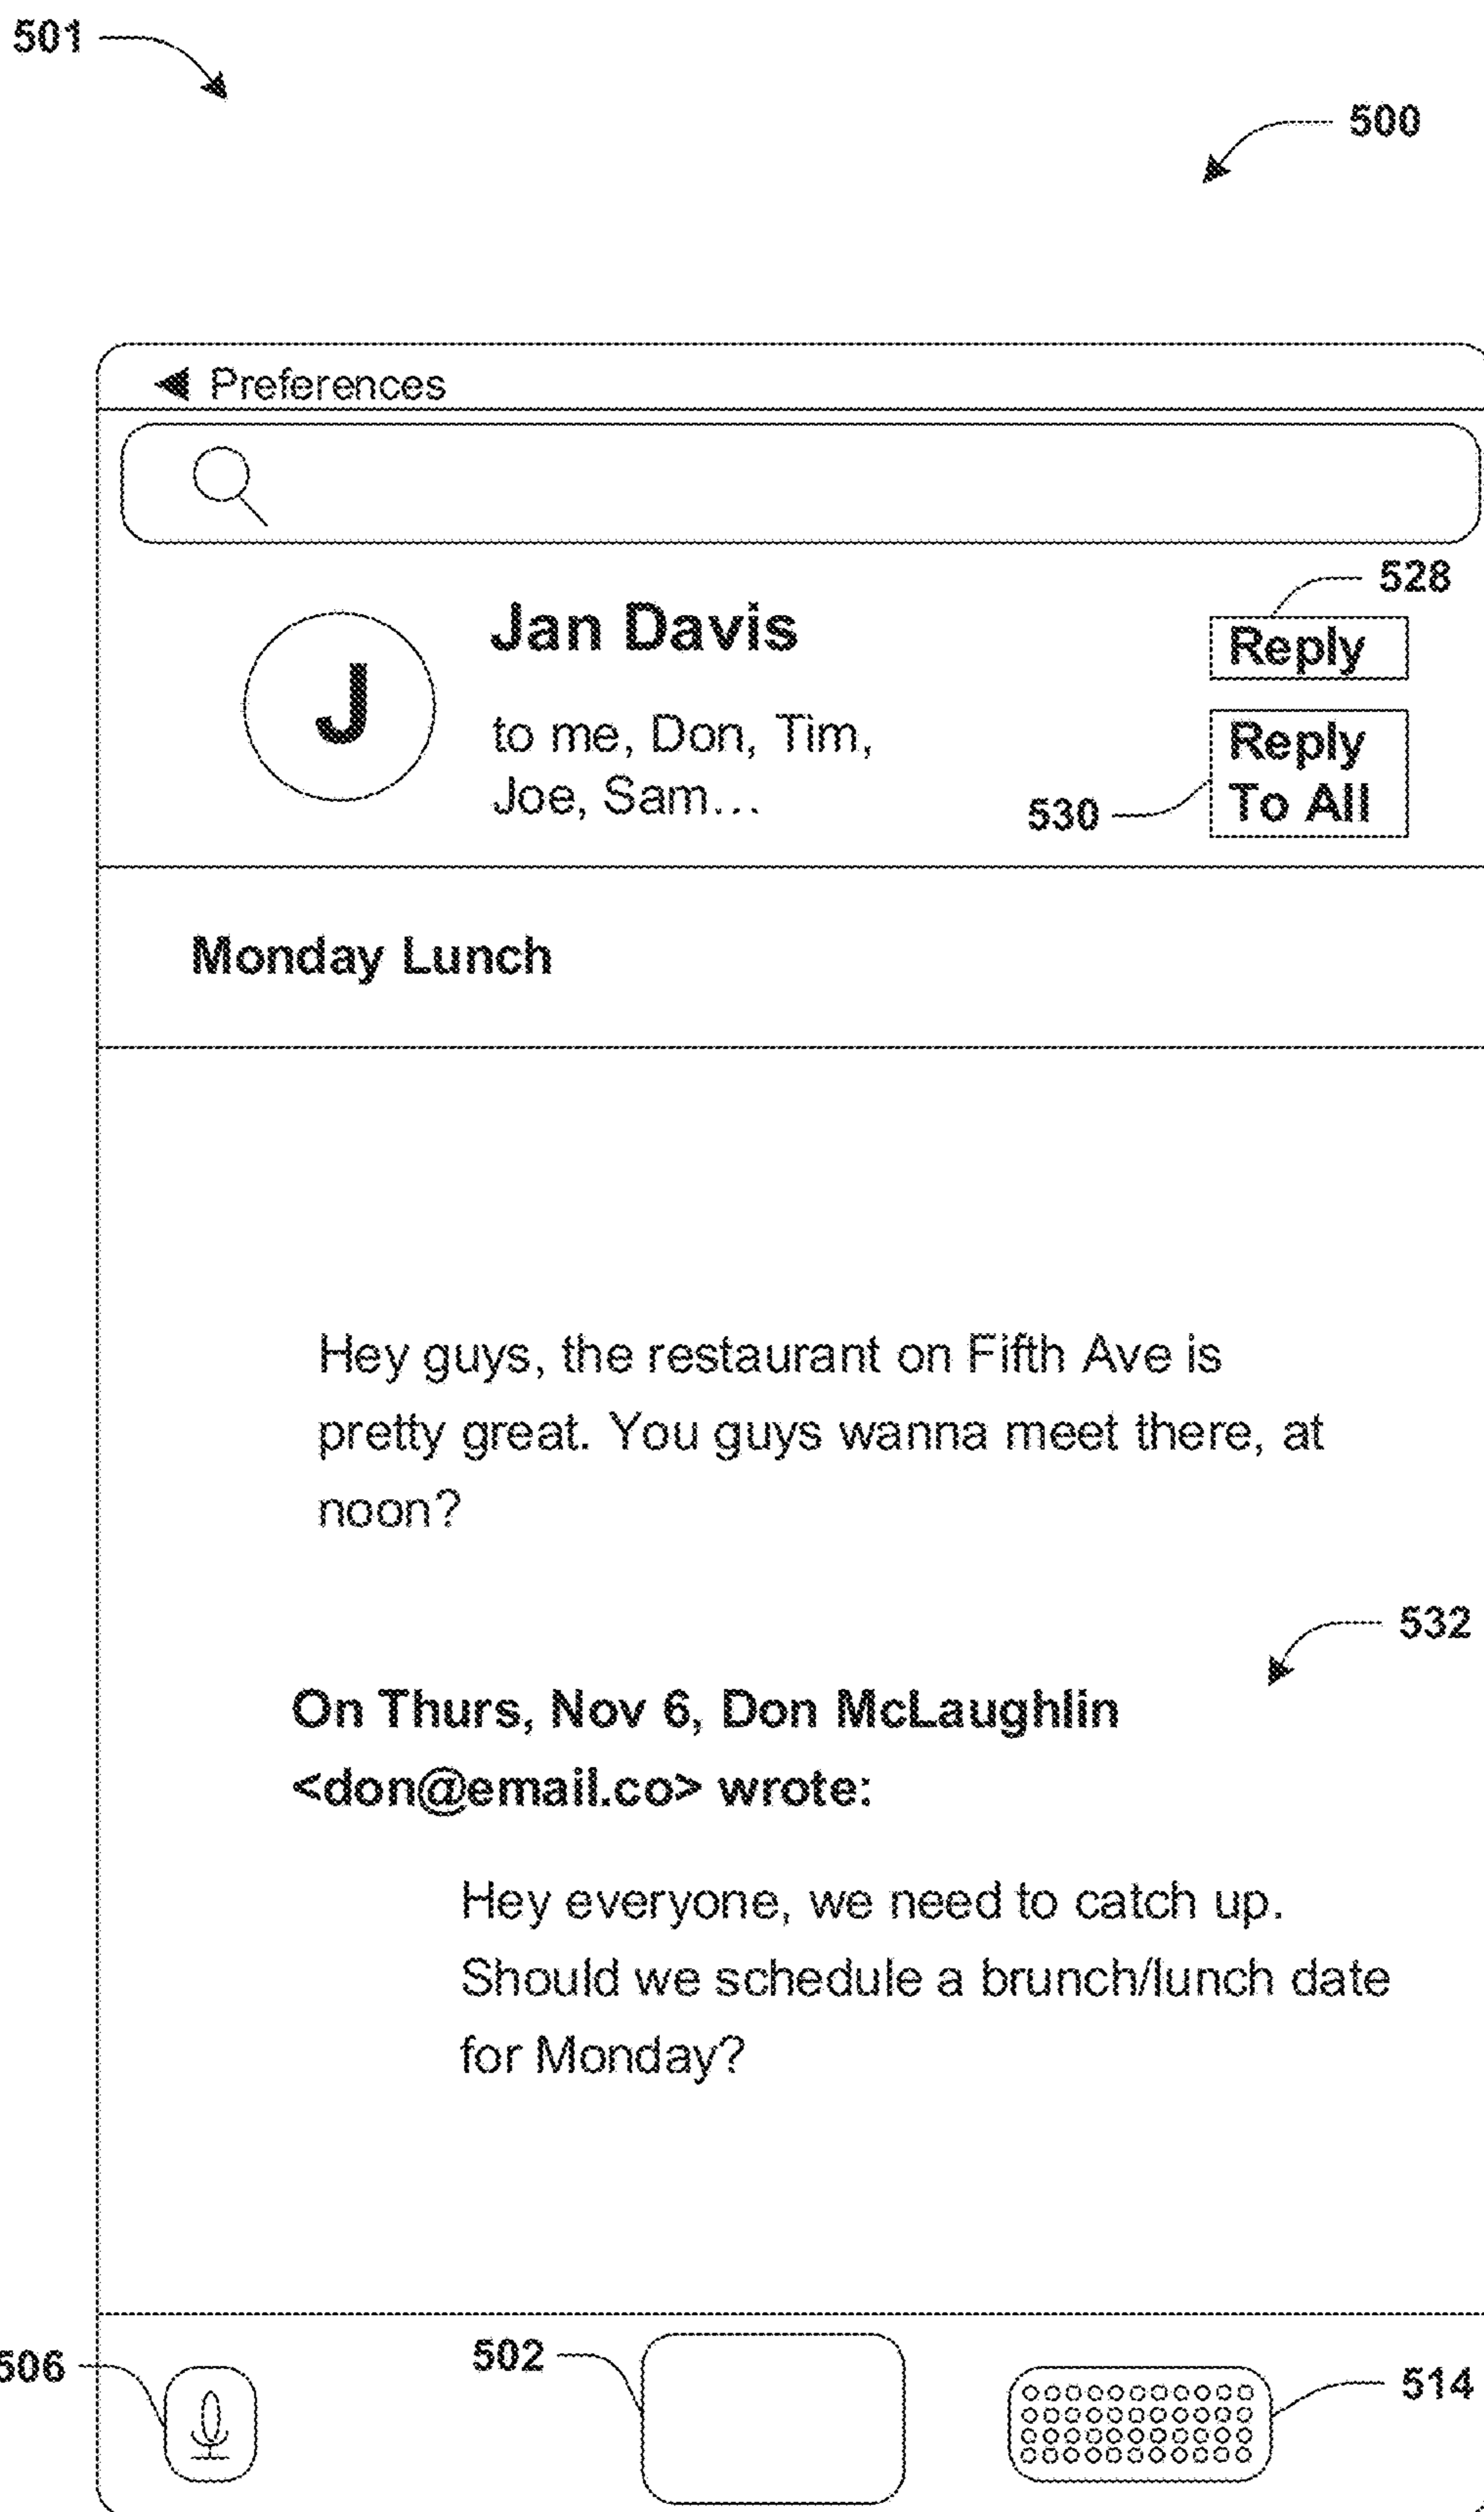 501
500
Preferences
528
Jan Davis
Reply
J
to me, Don, Tim,
Joe, Sam...
Reply
To All
530
Monday Lunch
Hey guys, the restaurant on Fifth Ave is
pretty great. You guys wanna meet there, at
noon?
532
On Thurs, Nov 6, Don McLaughlin
<don@email.co> wrote:
Hey everyone, we need to catch up.
Should we schedule a brunch/lunch date
for Monday?
506
502
514